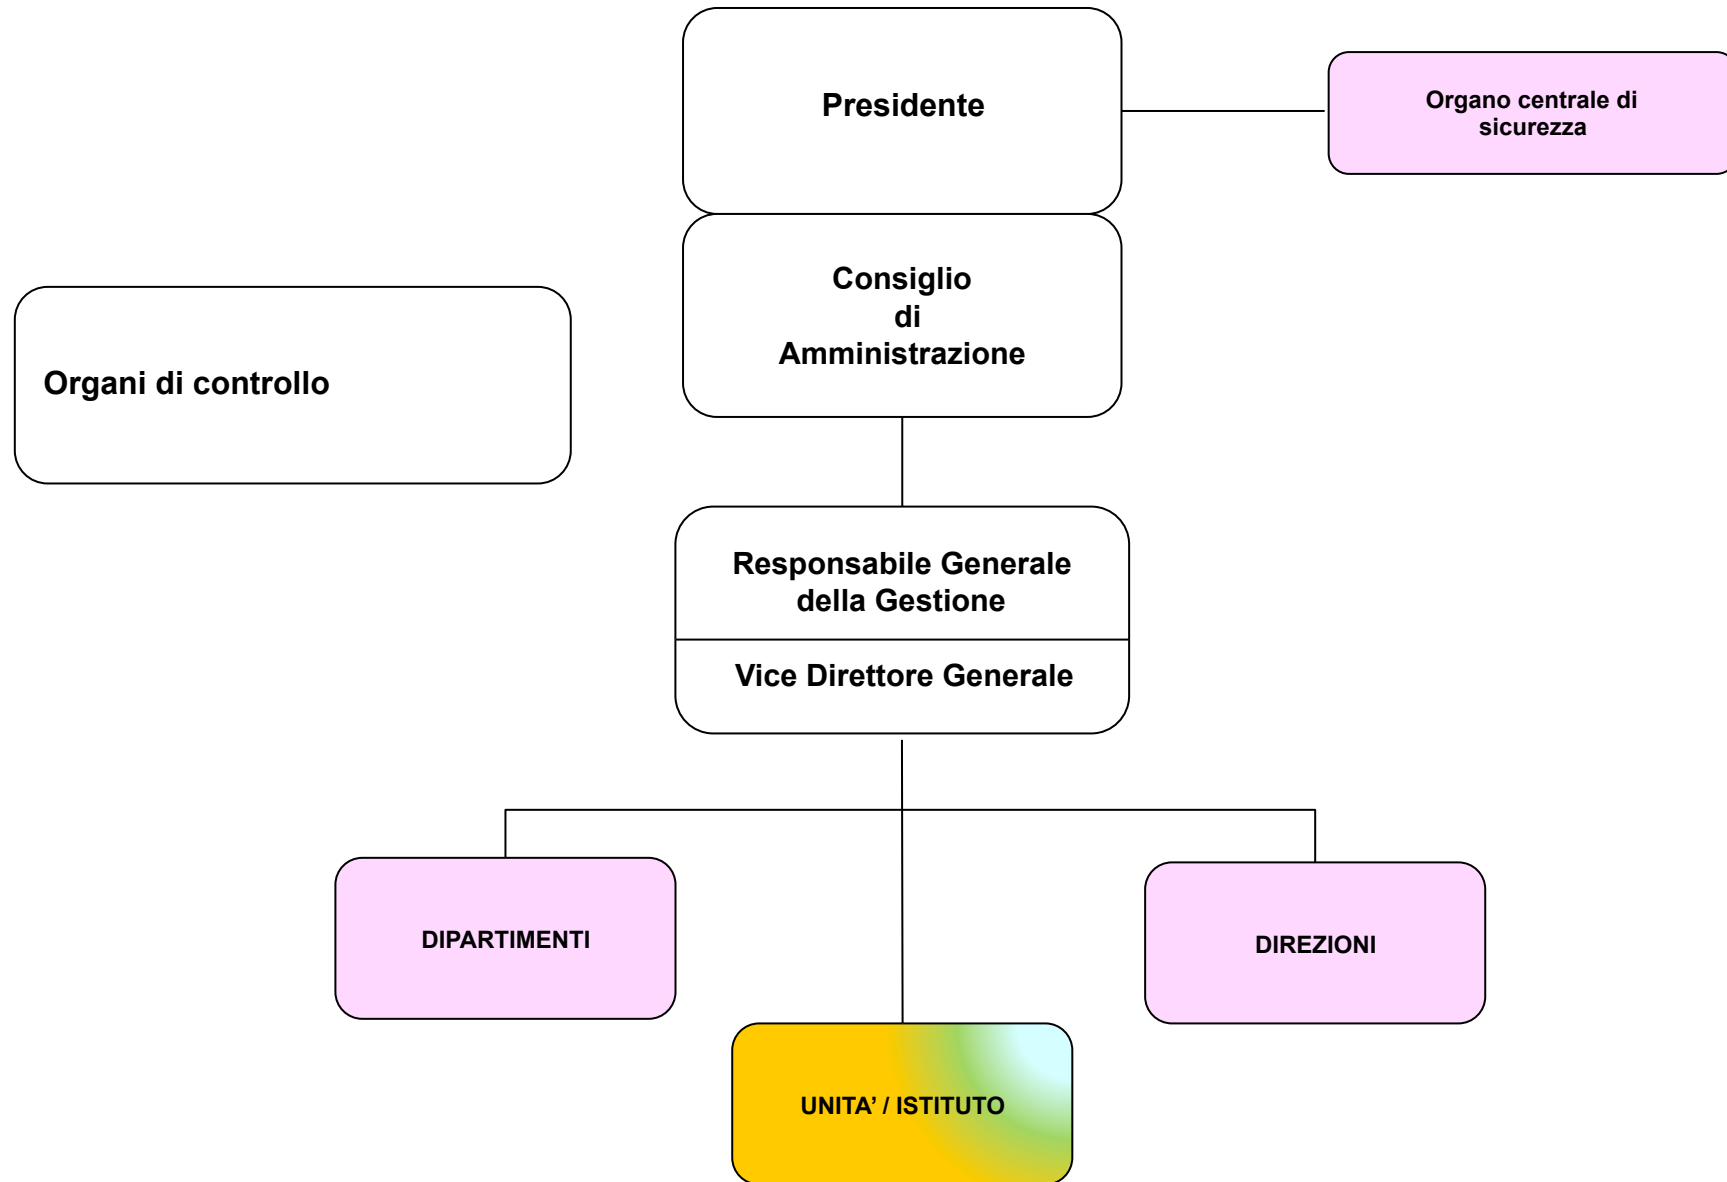 Presidente
Organo centrale di
sicurezza
Consiglio
di
Amministrazione
Organi di controllo
Responsabile Generale
della Gestione
Vice Direttore Generale
DIPARTIMENTI
DIREZIONI
UNITA’ / ISTITUTO